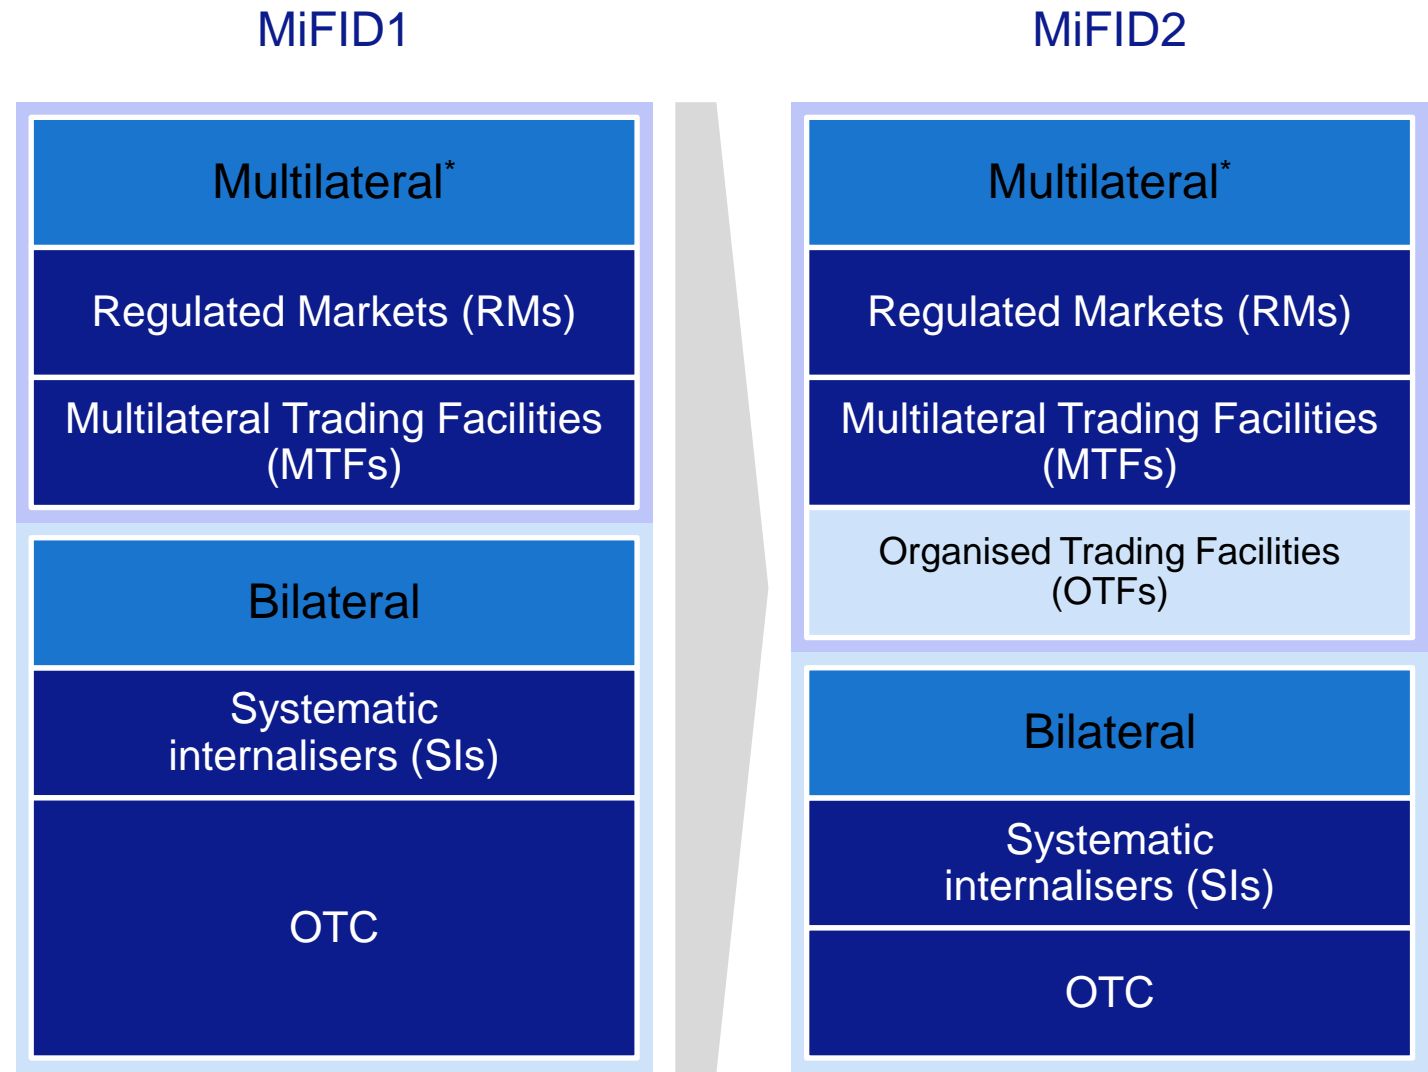 MiFID1
Multilateral*
Regulated Markets (RMs)
Multilateral Trading Facilities
(MTFs)
Bilateral
Systematic
internalisers (SIs)
OTC
MiFID2
Multilateral*
Regulated Markets (RMs)
Multilateral Trading Facilities
(MTFs)
Organised Trading Facilities
(OTFs)
Bilateral
Systematic
internalisers (SIs)
OTC